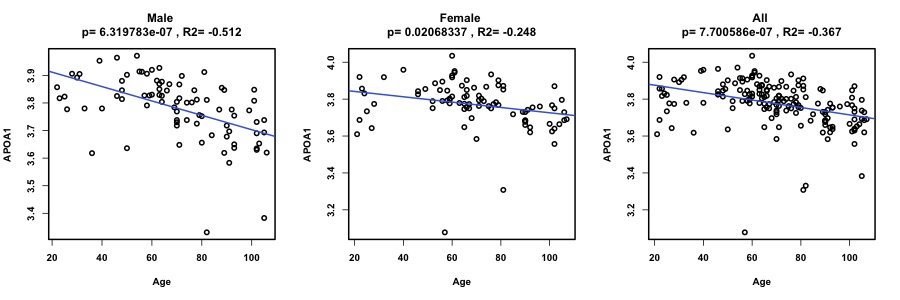 Male
p= 6.319783e-07 , R2= -0.512
APOA1
3.9
3.8
3.7
3.6
3.5
3.4
20 40 60 80 100
Age
Female
p= 0.02068337 , R2= -0.248
APOA1
4.0
3.8
3.6
3.4
3.2
20 40 60 80 100
Age
All
p= 7.700586e-07 , R2= -0.367
APOA1
4.0
3.8
3.6
3.4
3.2
20 40 60 80 100
Age